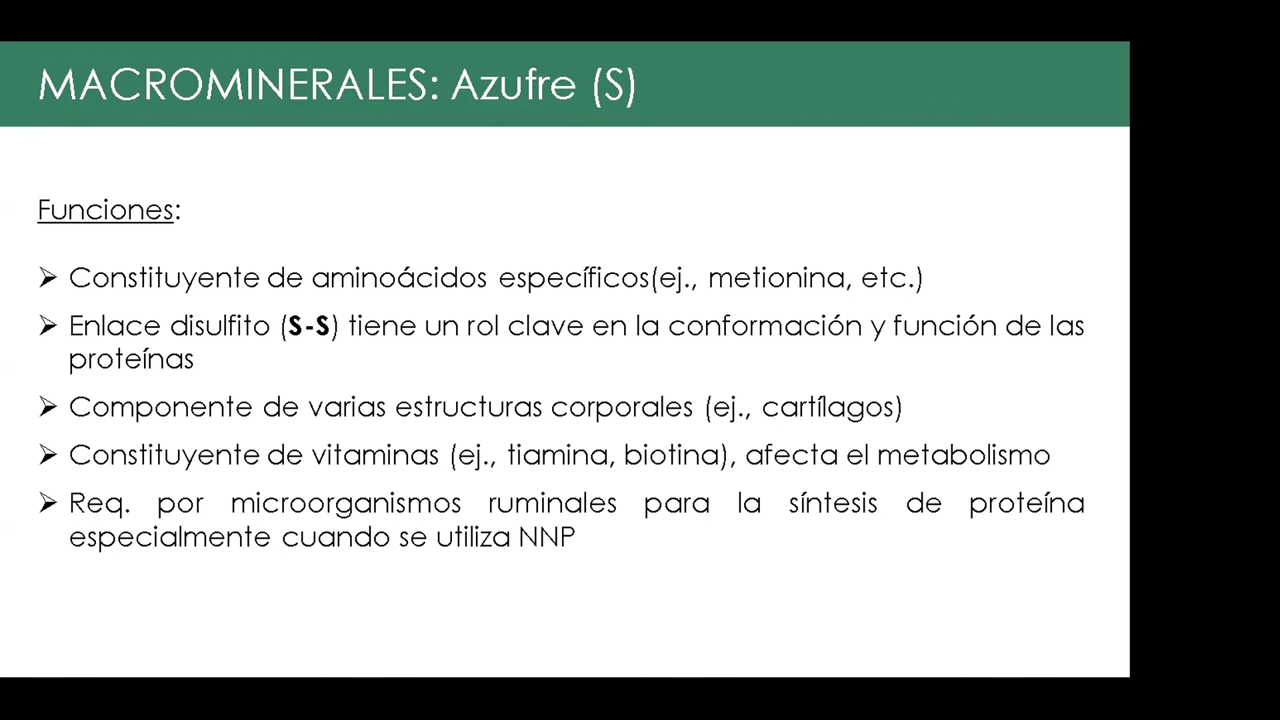 MACROMINERALES: Azufre (S)
Funciones:
➢ Constituyente de aminoácidos específicos(ej., metionina, etc.)
➢ Enlace disulfito (S-S) tiene un rol clave en la conformación y función de las
proteínas
➢ Componente de varias estructuras corporales (ej., cartílagos)
➢ Constituyente de vitaminas (ej., tiamina, biotina), afecta el metabolismo
➢ Req. por microorganismos ruminales para la síntesis de proteína
especialmente cuando se utiliza NNP